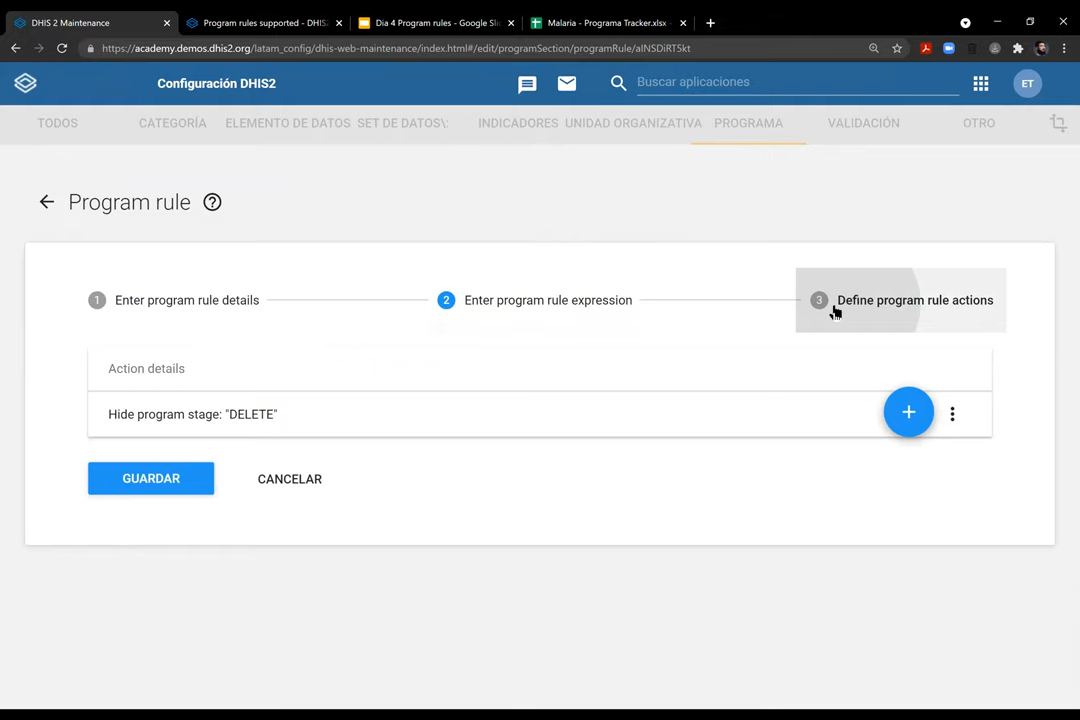 DHIS 2 Maintenance
Program rules supported - DHIS
Dia 4 Program rules - Google Sli
Malaria - Programa Tracker.xlsx -
https://academy.demos.dhis2.org/latam_config/dhis-web-maintenance/index.html#/edit/programSection/programRule/alNSDiRT5kt
Configuración DHIS2
Buscar aplicaciones
ET
TODOS
CATEGORÍA
ELEMENTO DE DATOS
SET DE DATOS\:
INDICADORES
UNIDAD ORGANIZATIVA
PROGRAMA
VALIDACIÓN
OTRO
Program rule
1 Enter program rule details
2 Enter program rule expression
3 Define program rule actions
Action details
Hide program stage: "DELETE"
GUARDAR
CANCELAR